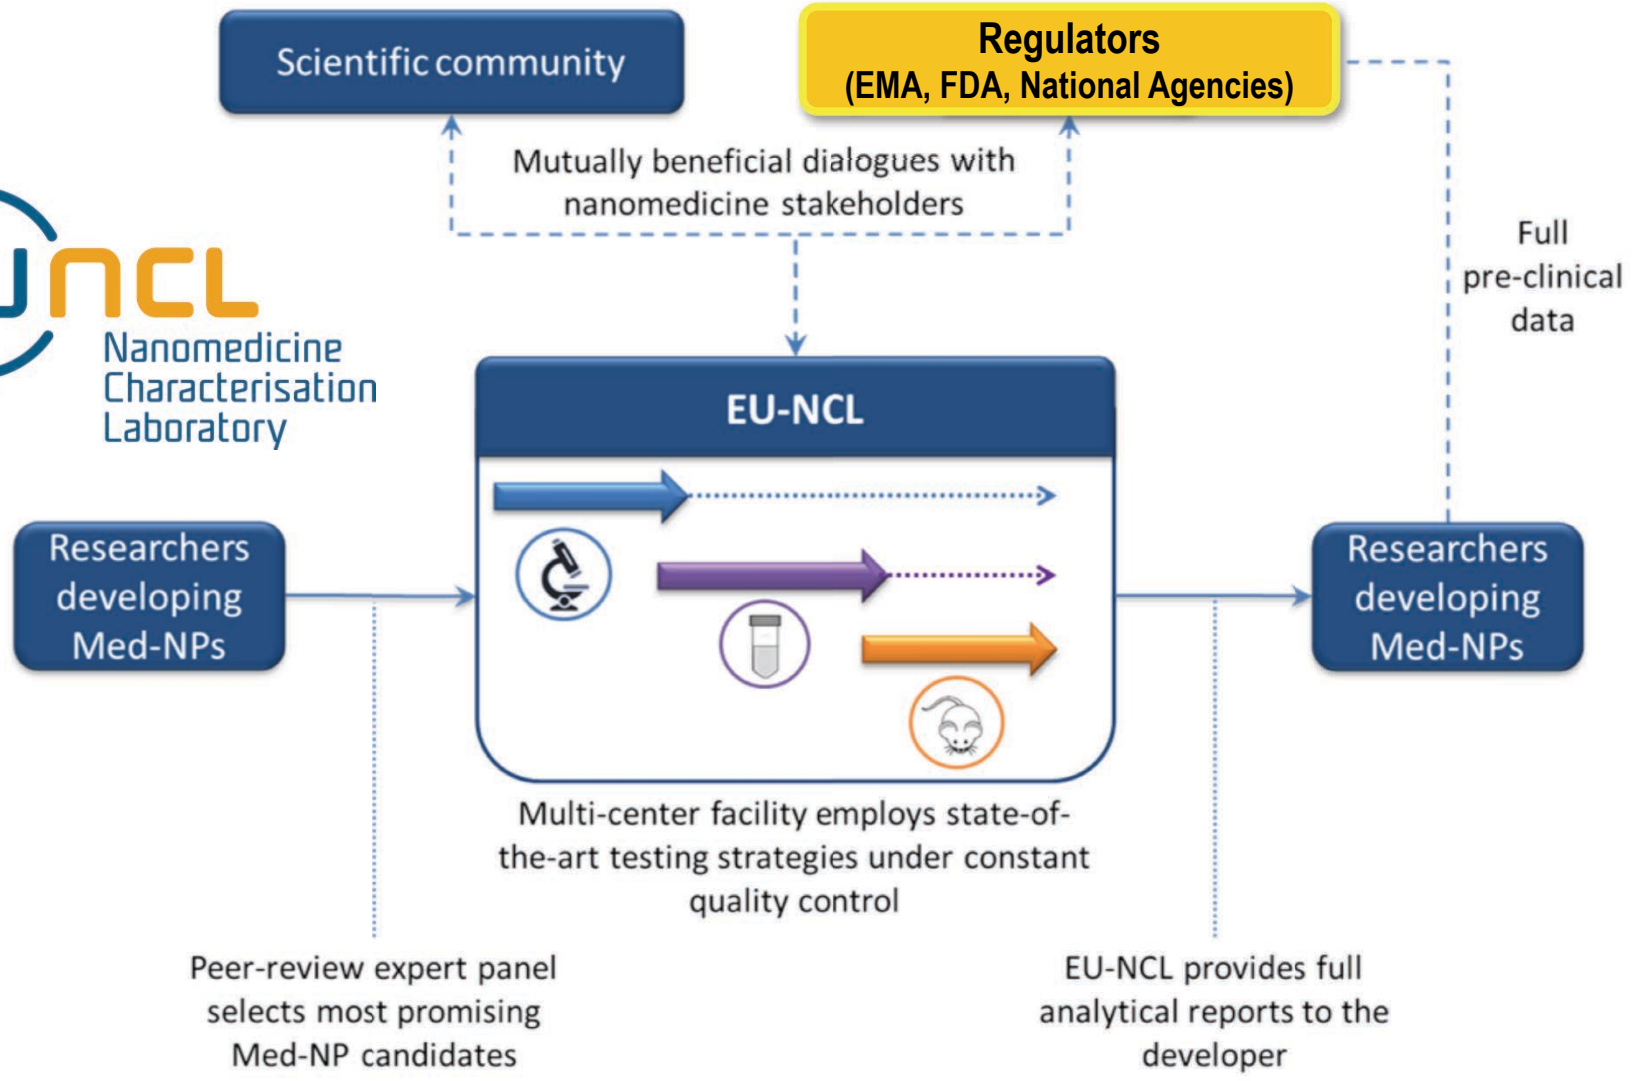 Scientific community
Regulators
(EMA, FDA, National Agencies)
Mutually beneficial dialogues with
nanomedicine stakeholders
Full
pre-clinical
data
NCL
Nanomedicine
Characterisation
Laboratory
EU-NCL
Researchers
developing
Med-NPs
Researchers
developing
Med-NPs
Multi-center facility employs state-of-
the-art testing strategies under constant
quality control
Peer-review expert panel
selects most promising
Med-NP candidates
EU-NCL provides full
analytical reports to the
developer